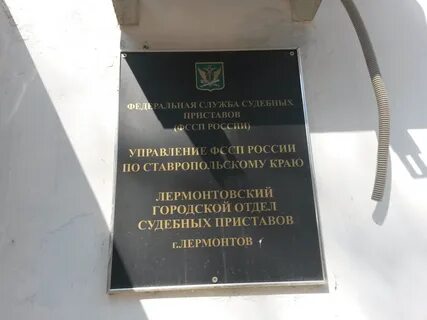 ФЕДЕРАЛЬНАЯ СЛУЖБА СУДЕБНЫХ
ПРИСТАВОВ
(ФССП РОССИИ)
УПРАВЛЕНИЕ ФССП РОССИИ
ПО СТАВРОПОЛЬСКОМУ КРАЮ
ЛЕРМОНТОВСКИЙ
ГОРОДСКОЙ ОТДЕЛ
СУДЕБНЫХ ПРИСТАВОВ
г.ЛЕРМОНТОВ